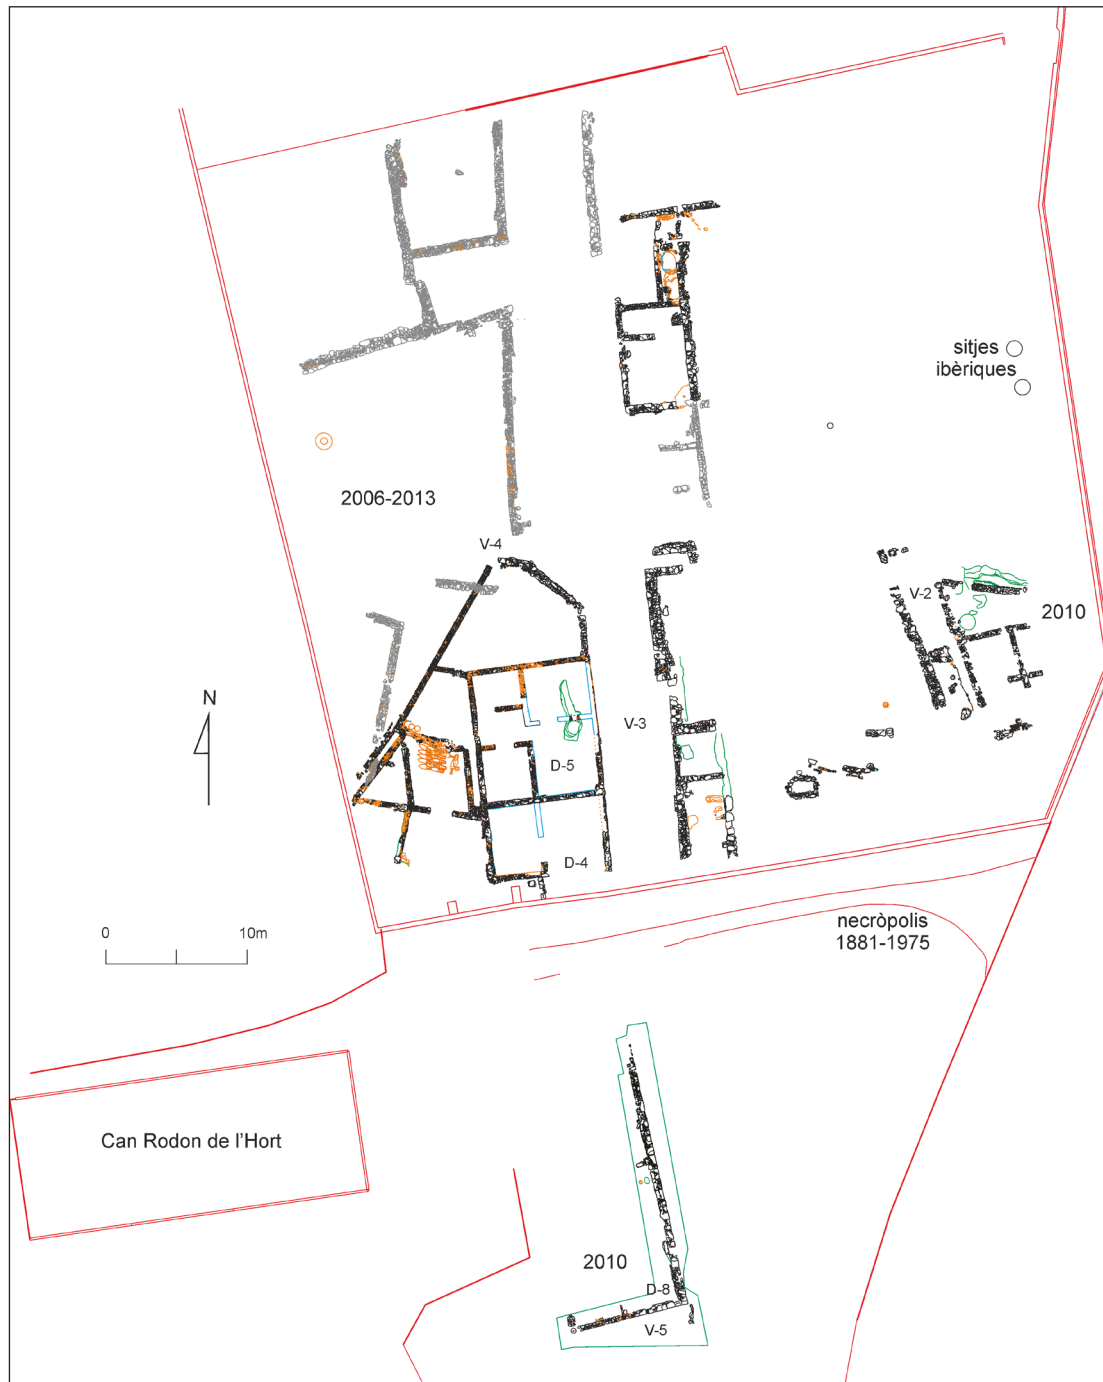 sitjes
ibèriques
2006-2013
V-4
V-2
2010
N
V-3
D-5
D-4
necròpolis
1881-1975
0 10m
Can Rodon de l'Hort
2010
D-8
V-5